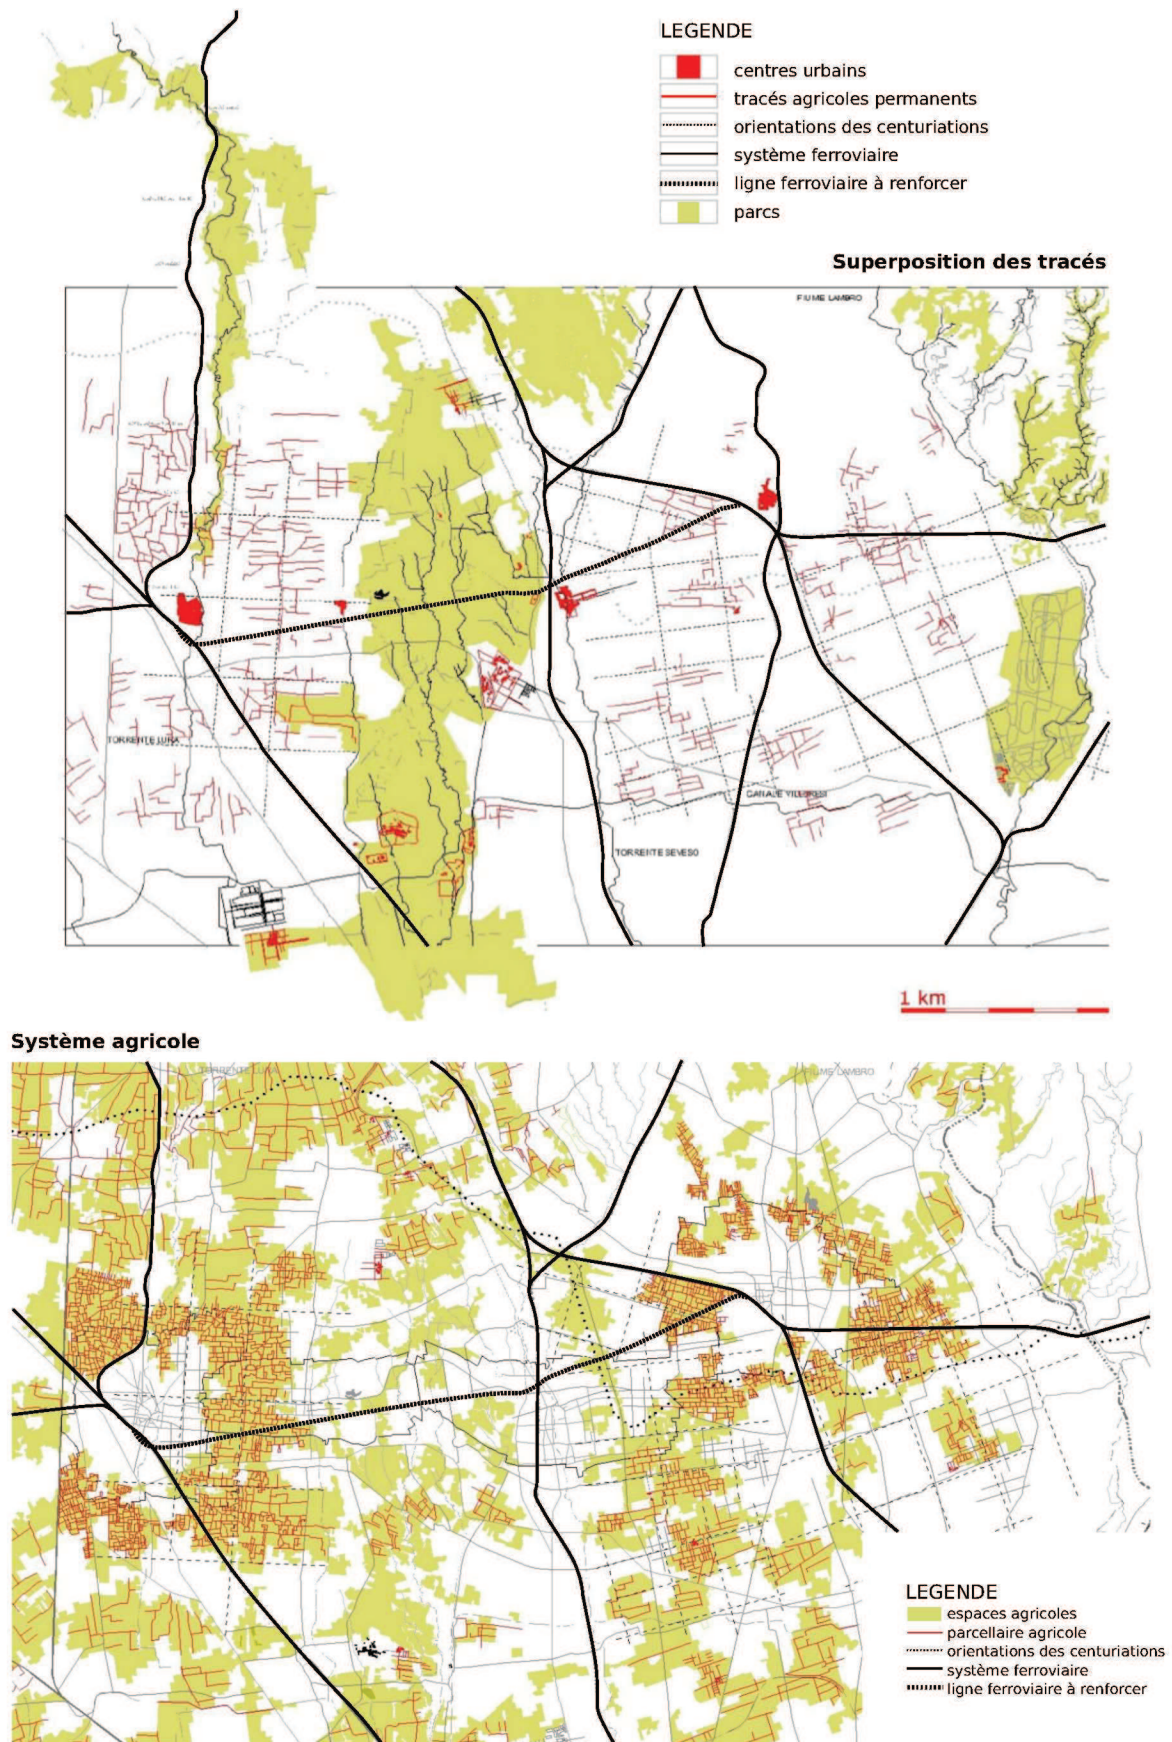 LEGENDE
centres urbains
tracés agricoles permanents
orientations des centuriations
système ferroviaire
ligne ferroviaire à renforcer
parcs
Superposition des tracés
FIUME LAMBRO
TORRENTE LURA
CANALE VILLORESI
TORRENTE SEVESO
1 km
Système agricole
TORRENTE LURA
FIUME LAMBRO
LEGENDE
espaces agricoles
parcellaire agricole
orientations des centuriations
système ferroviaire
ligne ferroviaire à renforcer